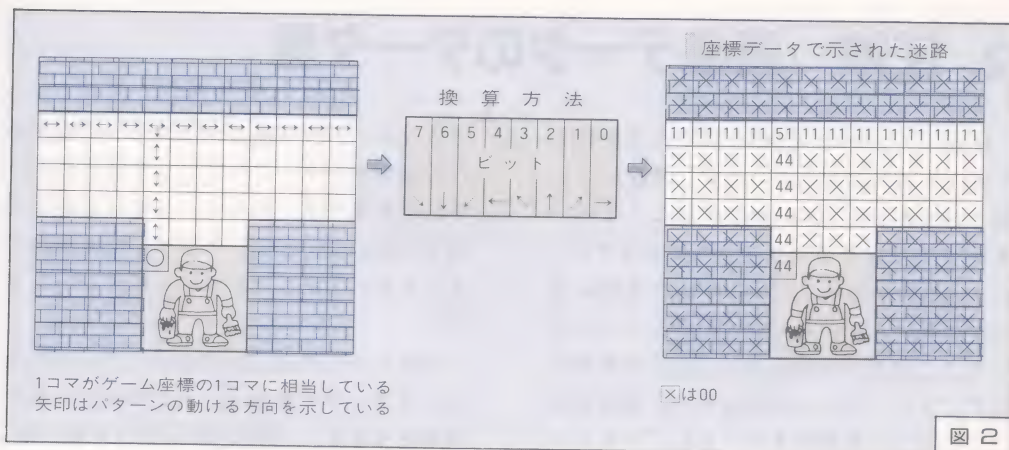 座標データで示された迷路
換算方法
7 6 5 4 3 2 1 0
ビット
↘ ↓ ↙ ← ↖ ↑ ↗ →
↔ ↔ ↔ ↔ ↔ ↔ ↔ ↔ ↔ ↔ ↔ ↔
↕
↕
↕
↕
↕
○
11 11 11 11 51 11 11 11 11 11 11 11
× × × × 44 × × × × × × ×
× × × × 44 × × × × × × ×
× × × × 44 × × × × × × ×
× × × × 44 × × × × × × ×
× × × × 44 × × × ×
1コマがゲーム座標の1コマに相当している
矢印はパターンの動ける方向を示している
×は00
図2